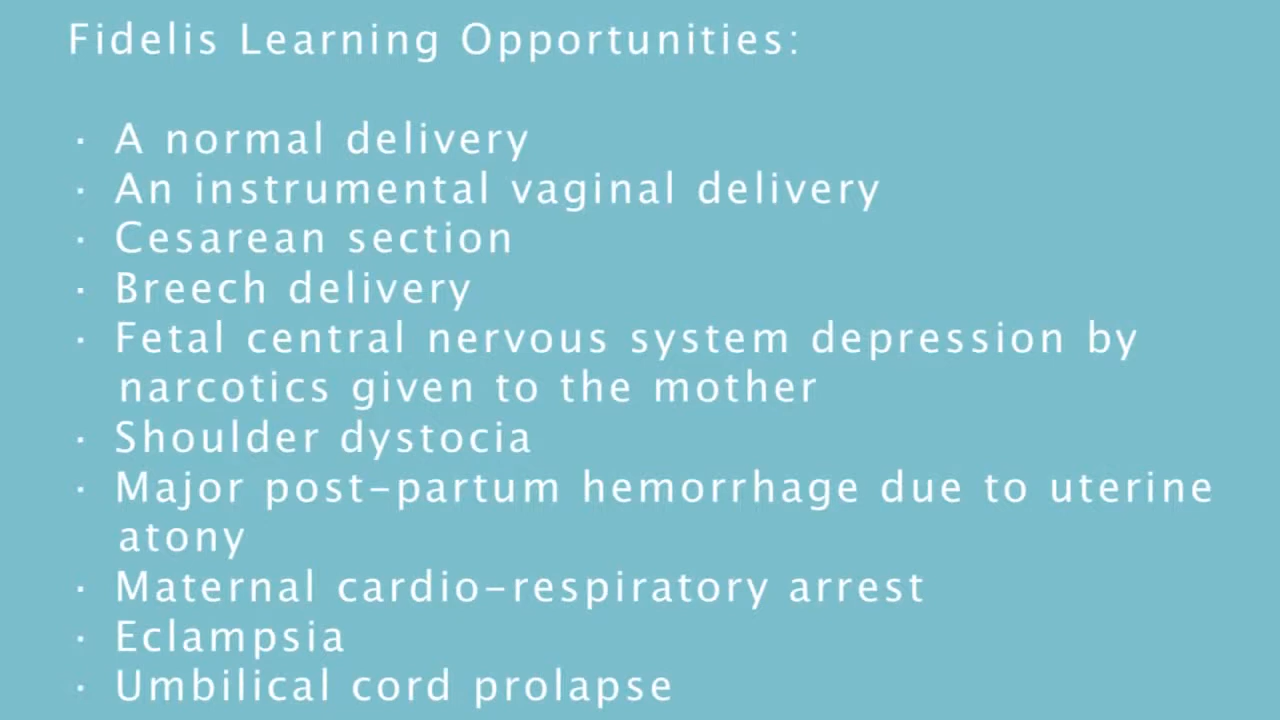 Fidelis Learning Opportunities:
· A normal delivery
· An instrumental vaginal delivery
· Cesarean section
· Breech delivery
· Fetal central nervous system depression by
narcotics given to the mother
· Shoulder dystocia
· Major post-partum hemorrhage due to uterine
atony
· Maternal cardio-respiratory arrest
· Eclampsia
· Umbilical cord prolapse